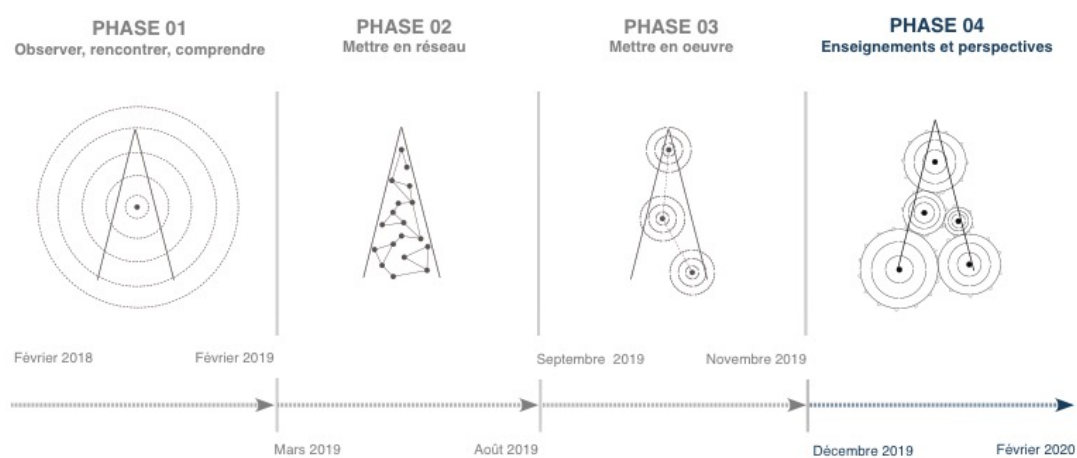 PHASE 01
Observer, rencontrer, comprendre
PHASE 02
Mettre en réseau
PHASE 03
Mettre en oeuvre
PHASE 04
Enseignements et perspectives
Février 2018
Février 2019
Septembre 2019
Novembre 2019
Mars 2019
Août 2019
Décembre 2019
Février 2020